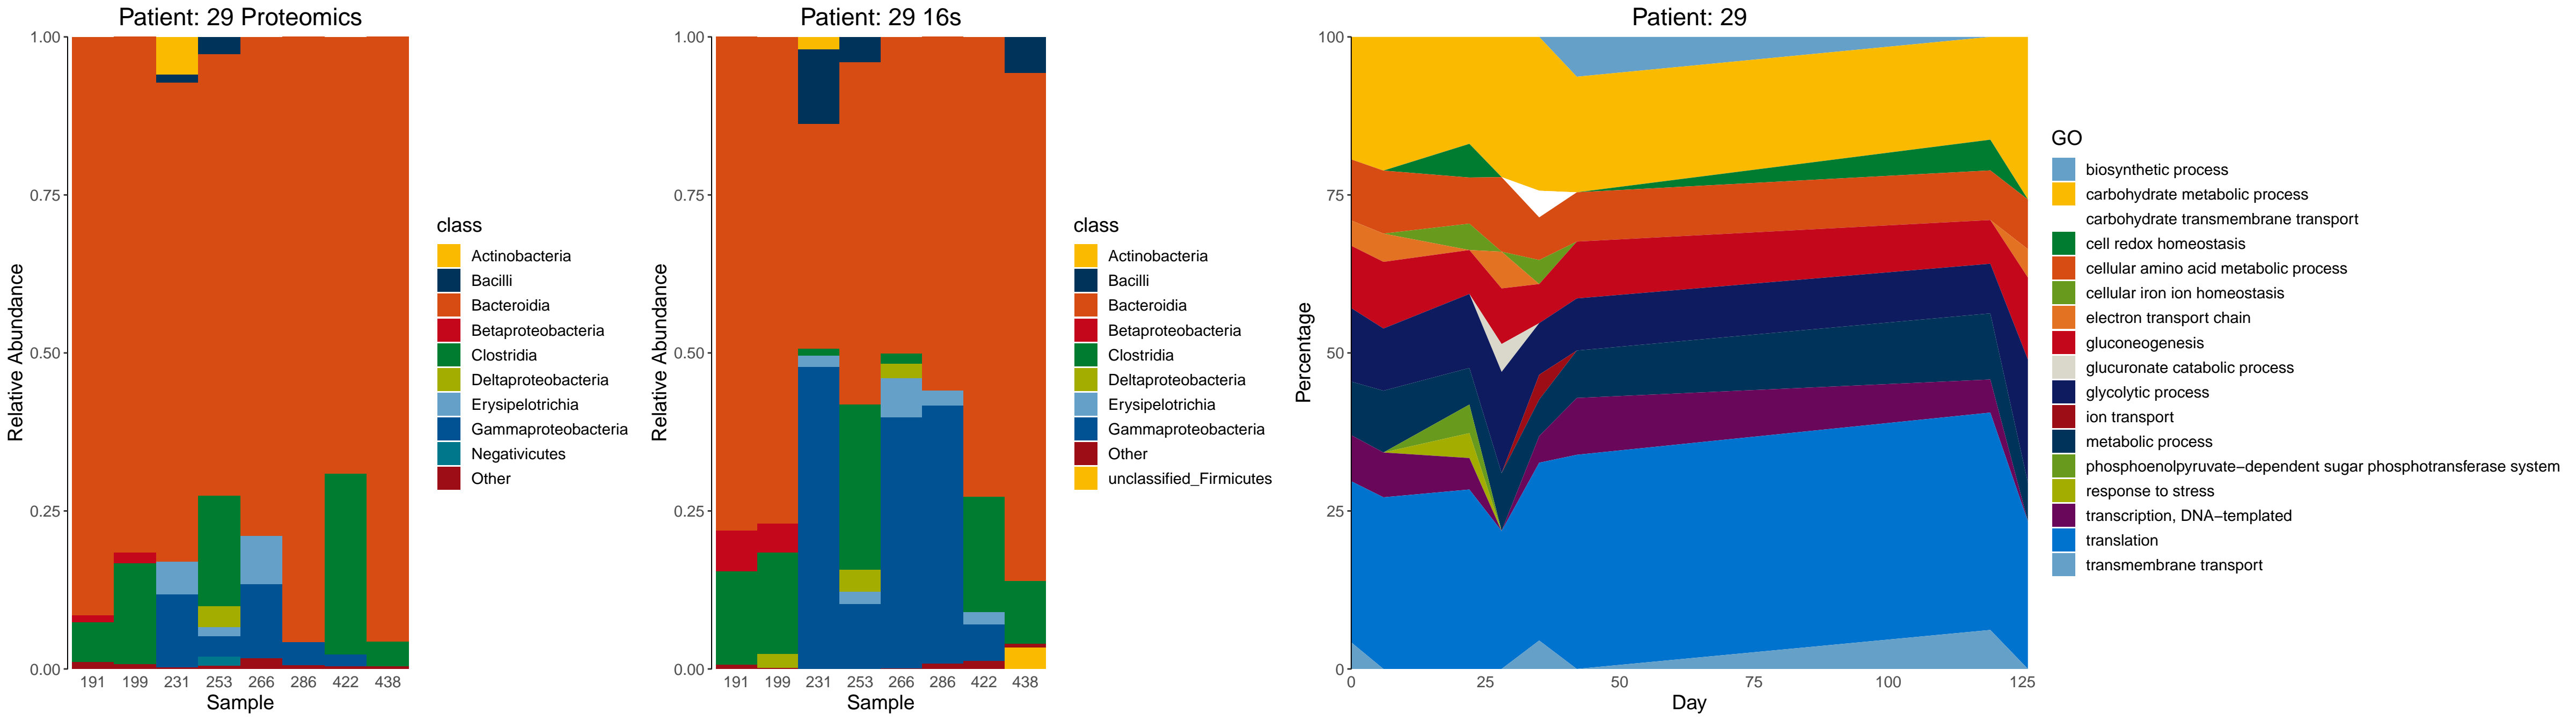 Patient: 29 Proteomics
1.00
0.75
0.50
0.25
0.00
Relative Abundance
191 199 231 253 266 286 422 438
Sample
class
Actinobacteria
Bacilli
Bacteroidia
Betaproteobacteria
Clostridia
Deltaproteobacteria
Erysipelotrichia
Gammaproteobacteria
Negativicutes
Other
Patient: 29 16s
1.00
0.75
0.50
0.25
0.00
Relative Abundance
191 199 231 253 266 286 422 438
Sample
class
Actinobacteria
Bacilli
Bacteroidia
Betaproteobacteria
Clostridia
Deltaproteobacteria
Erysipelotrichia
Gammaproteobacteria
Other
unclassified_Firmicutes
Patient: 29
100
75
50
25
0
Percentage
0 25 50 75 100 125
Day
GO
biosynthetic process
carbohydrate metabolic process
carbohydrate transmembrane transport
cell redox homeostasis
cellular amino acid metabolic process
cellular iron ion homeostasis
electron transport chain
gluconeogenesis
glucuronate catabolic process
glycolytic process
ion transport
metabolic process
phosphoenolpyruvate−dependent sugar phosphotransferase system
response to stress
transcription, DNA−templated
translation
transmembrane transport